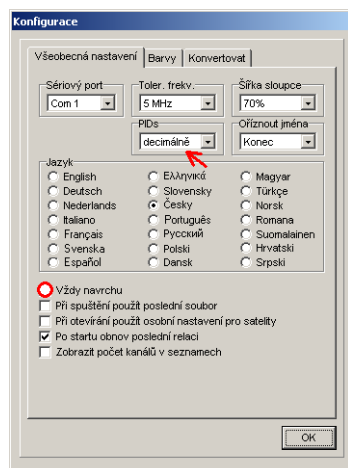 Konfigurace
Všeobecná nastavení Barvy Konvertovat
Sériový port Toler. frekv. Šířka sloupce
Com 1 5 MHz 70%
PIDs Oříznout jména
decimálně Konec
Jazyk
English Ελληνικά Magyar
Deutsch Slovensky Türkçe
Nederlands Česky Norsk
Italiano Português Romana
Français Русский Suomalainen
Svenska Polski Hrvatski
Español Dansk Srpski
Vždy navrchu
Při spuštění použít poslední soubor
Při otevírání použít osobní nastavení pro satelity
Po startu obnov poslední relaci
Zobrazit počet kanálů v seznamech
OK